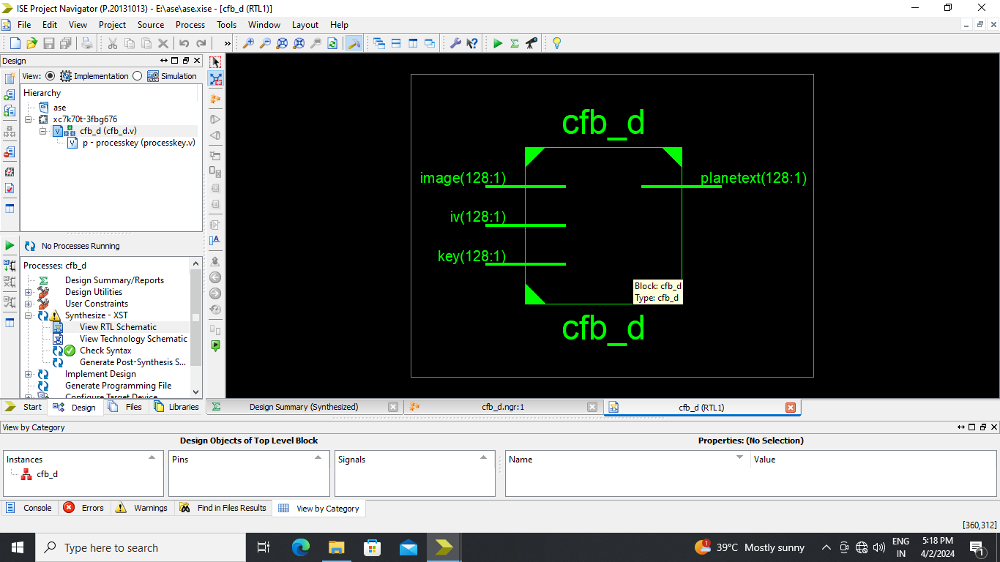 ISE Project Navigator (P.20131013) - E:\ase\ase.xise - [cfb_d (RTL1)]
File Edit View Project Source Process Tools Window Layout Help
»
Design
View: Implementation Simulation
Hierarchy
ase
xc7k70t-3fbg676
cfb_d (cfb_d.v)
p - processkey (processkey.v)
No Processes Running
Processes: cfb_d
Design Summary/Reports
Design Utilities
User Constraints
Synthesize - XST
View RTL Schematic
View Technology Schematic
Check Syntax
Generate Post-Synthesis S...
Implement Design
Generate Programming File
Configure Target Device
Start Design Files Libraries
cfb_d
image(128:1)
planetext(128:1)
iv(128:1)
key(128:1)
Block: cfb_d
Type: cfb_d
cfb_d
Design Summary (Synthesized) cfb_d.ngr:1 cfb_d (RTL1)
View by Category
Design Objects of Top Level Block Properties: (No Selection)
Instances Pins Signals Name Value
cfb_d
Console Errors Warnings Find in Files Results View by Category
[360,312]
Type here to search
1
39°C Mostly sunny
ENG
IN
5:18 PM
4/2/2024
1